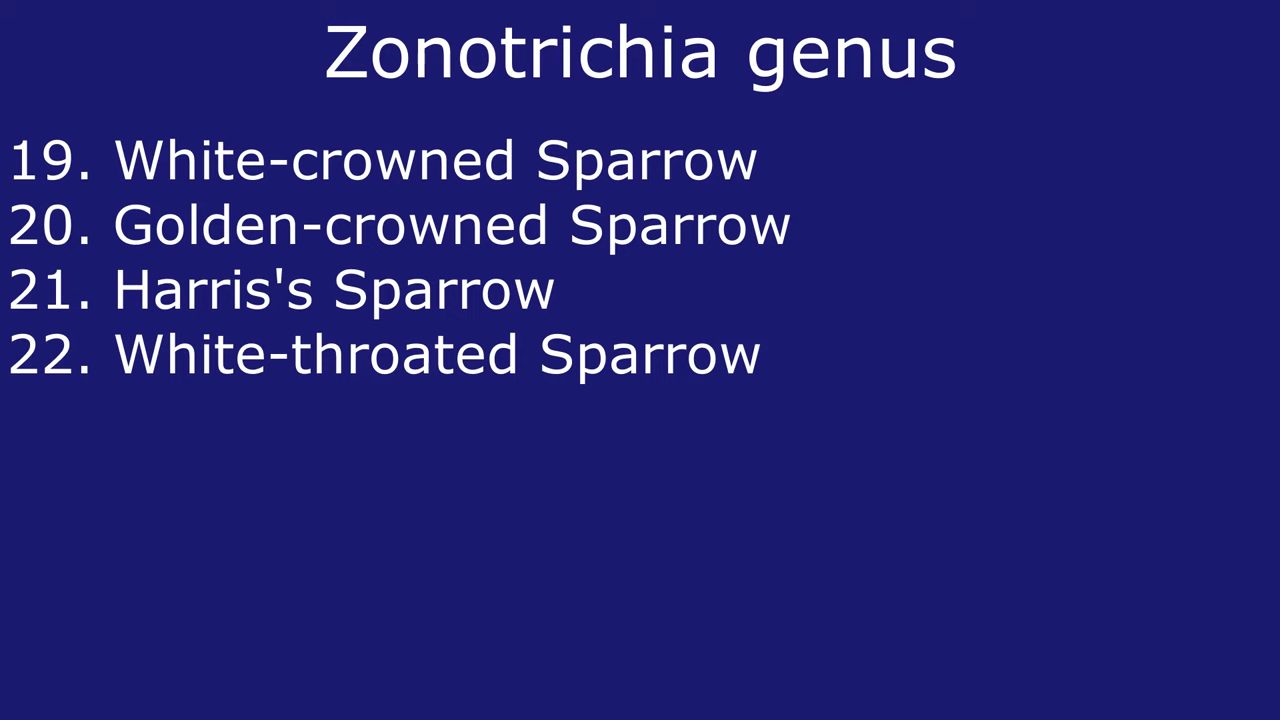 Zonotrichia genus
19. White-crowned Sparrow
20. Golden-crowned Sparrow
21. Harris's Sparrow
22. White-throated Sparrow